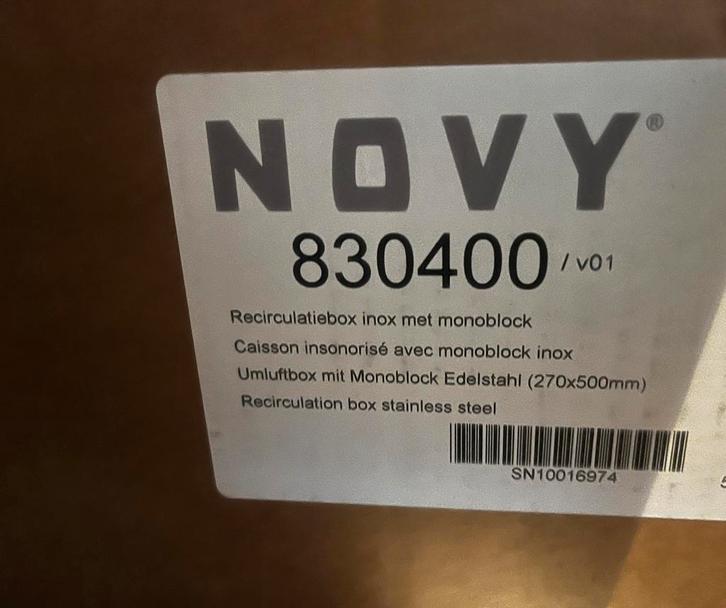 NOVY®
830400 / v01
Recirculatiebox inox met monoblock
Caisson insonorisé avec monoblock inox
Umluftbox mit Monoblock Edelstahl (270x500mm)
Recirculation box stainless steel
SN10016974